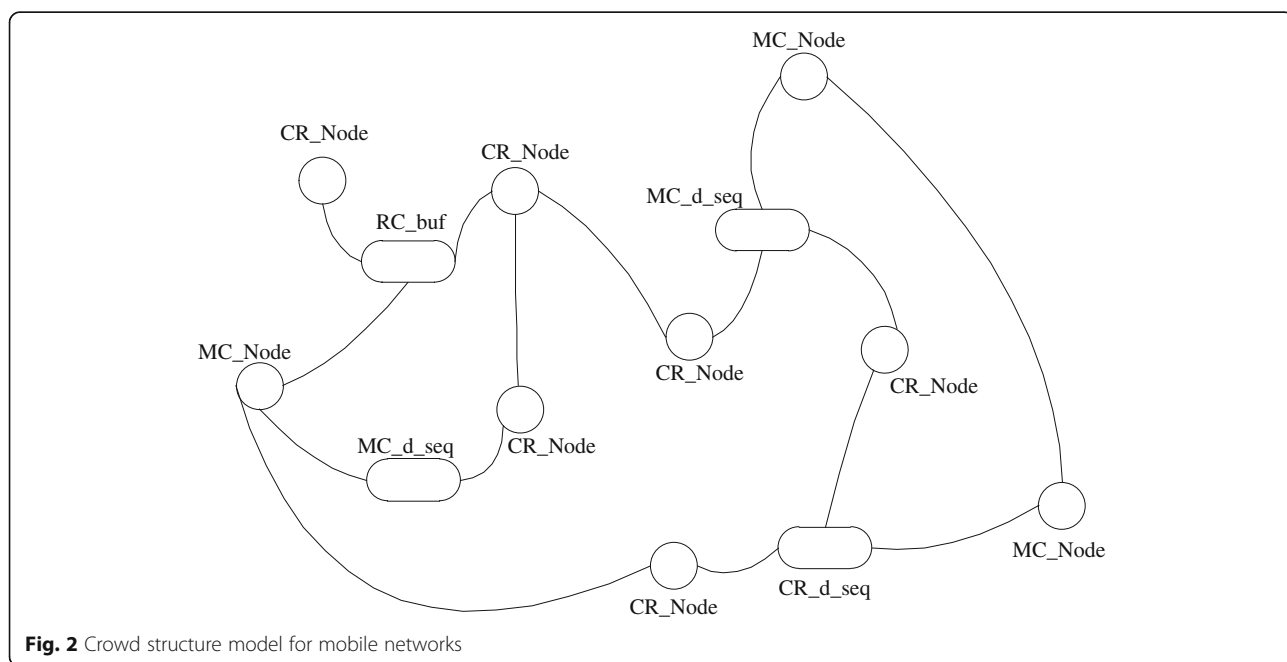 MC_Node
CR_Node
CR_Node
MC_d_seq
RC_buf
MC_Node
CR_Node
CR_Node
MC_d_seq
CR_Node
MC_Node
CR_d_seq
CR_Node
Fig. 2 Crowd structure model for mobile networks